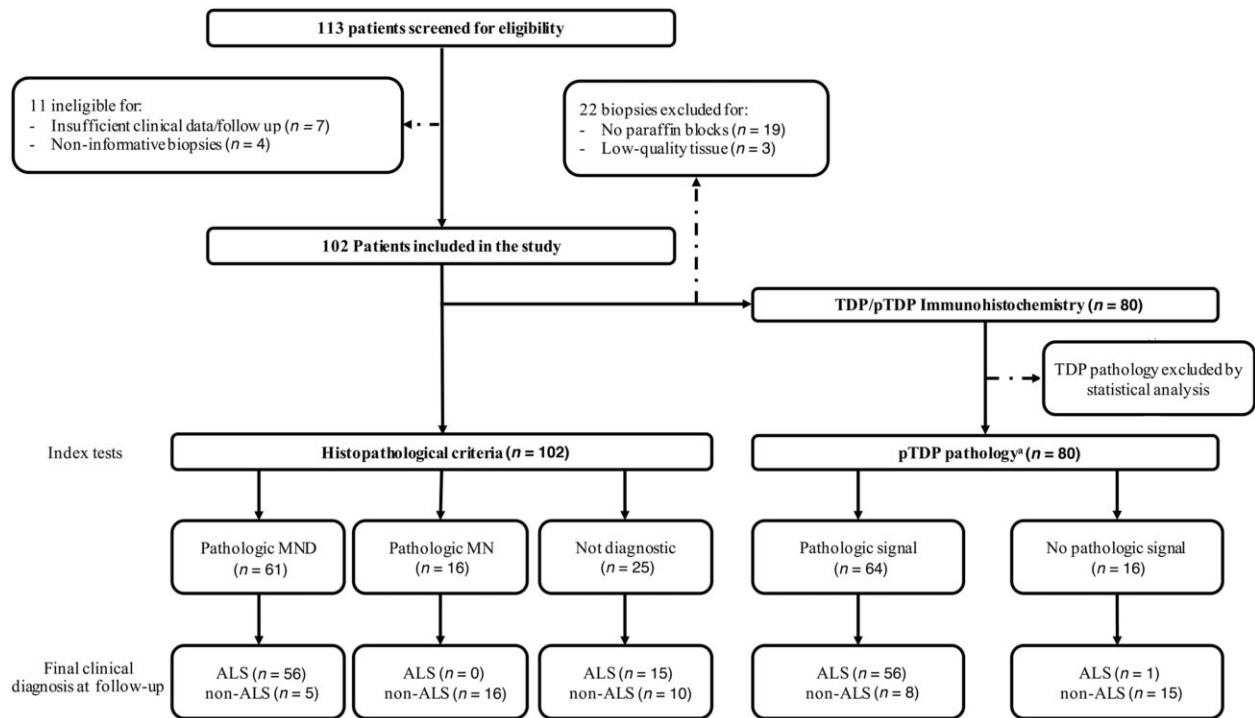 113 patients screened for eligibility
11 ineligible for:
- Insufficient clinical data/follow up (n = 7)
- Non-informative biopsies (n = 4)
22 biopsies excluded for:
- No paraffin blocks (n = 19)
- Low-quality tissue (n = 3)
102 Patients included in the study
TDP/pTDP Immunohistochemistry (n = 80)
TDP pathology excluded by
statistical analysis
Index tests
Histopathological criteria (n = 102)
pTDP pathologyª (n = 80)
Pathologic MND
(n = 61)
Pathologic MN
(n = 16)
Not diagnostic
(n = 25)
Pathologic signal
(n = 64)
No pathologic signal
(n = 16)
Final clinical
diagnosis at follow-up
ALS (n = 56)
non-ALS (n = 5)
ALS (n = 0)
non-ALS (n = 16)
ALS (n = 15)
non-ALS (n = 10)
ALS (n = 56)
non-ALS (n = 8)
ALS (n = 1)
non-ALS (n = 15)